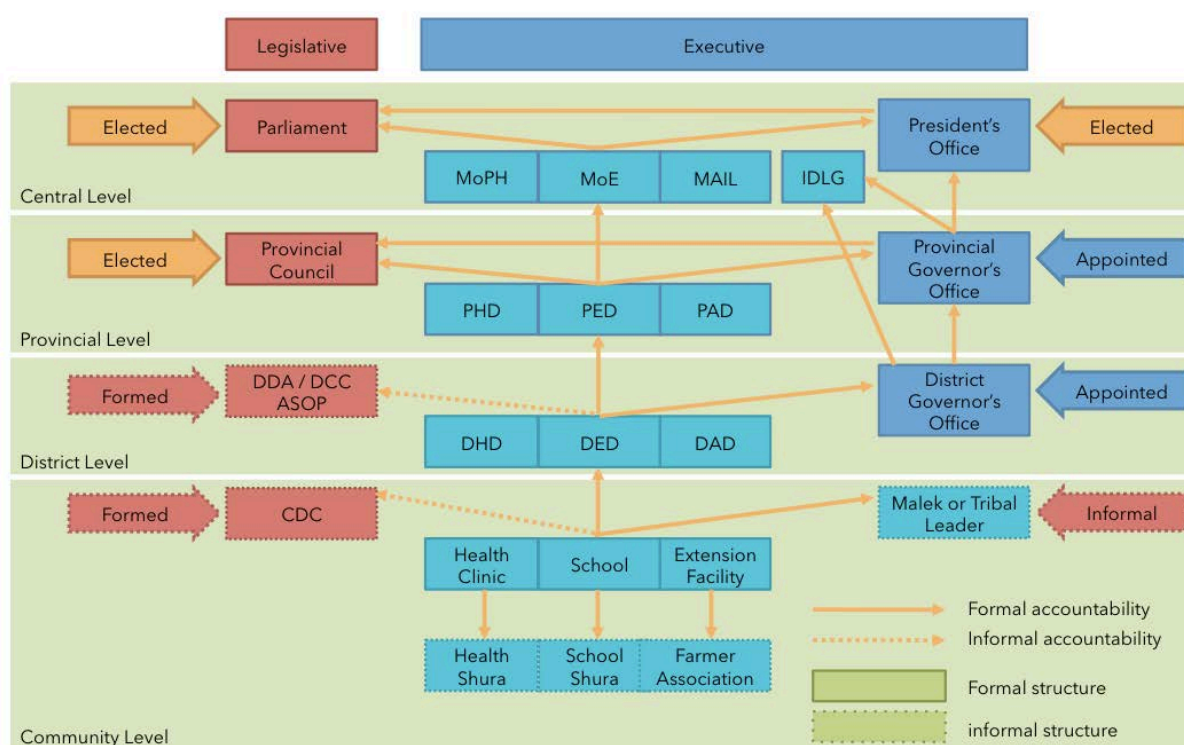 Legislative
Executive
Elected
Parliament
President's
Office
Elected
MoPH
MoE
MAIL
IDLG
Central Level
Elected
Provincial
Council
Provincial
Governor's
Office
Appointed
PHD
PED
PAD
Provincial Level
Formed
DDA / DCC
ASOP
District
Governor's
Office
Appointed
DHD
DED
DAD
District Level
Formed
CDC
Malek or Tribal
Leader
Informal
Health
Clinic
School
Extension
Facility
Formal accountability
Informal accountability
Health
Shura
School
Shura
Farmer
Association
Formal structure
informal structure
Community Level